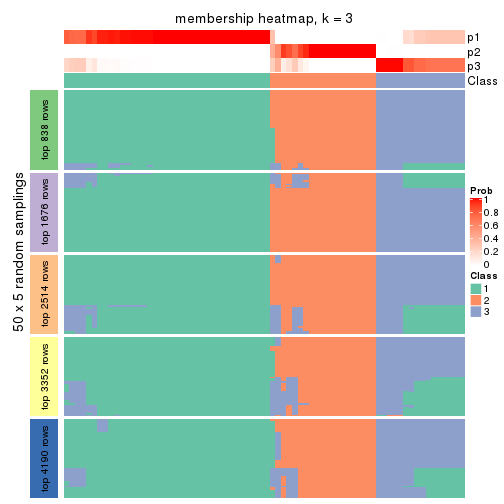 membership heatmap, k = 3
p1
p2
p3
Class
50 x 5 random samplings
top 838 rows
top 1676 rows
top 2514 rows
top 3352 rows
top 4190 rows
Prob
1
0.8
0.6
0.4
0.2
0
Class
1
2
3